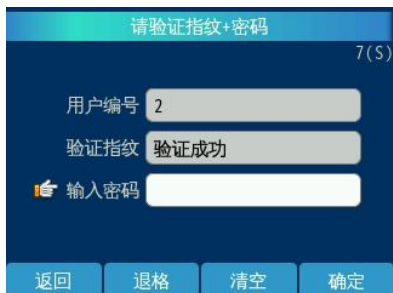 请验证指纹+密码
7(S)
用户编号 2
验证指纹 验证成功
输入密码
返回 退格 清空 确定